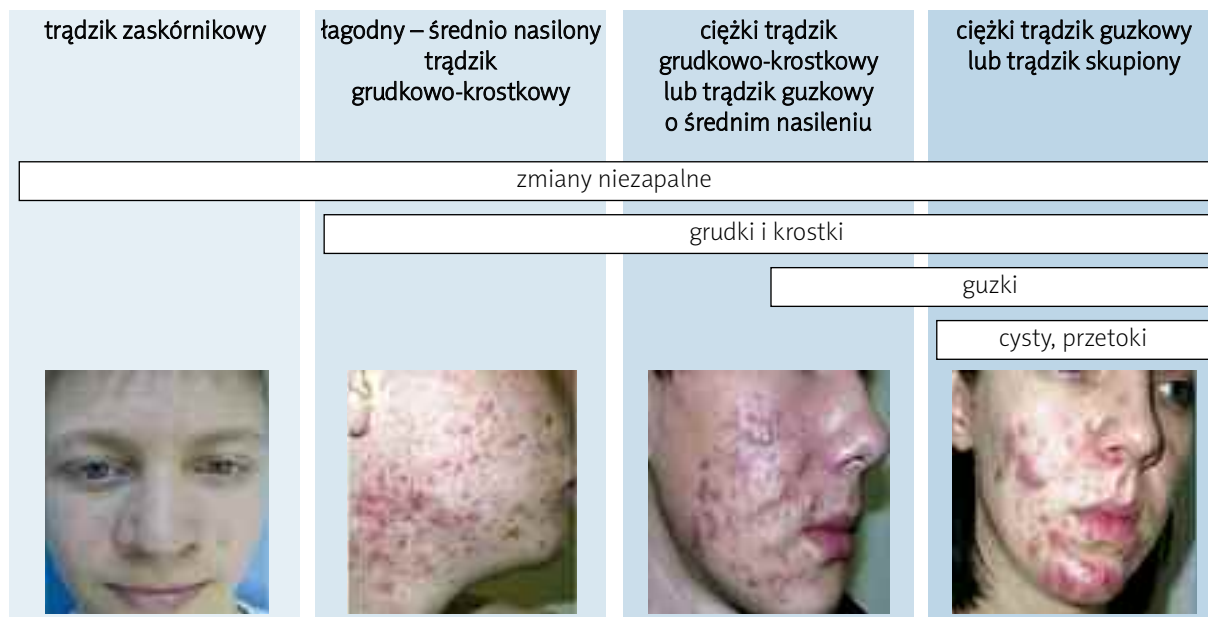 trądzik zaskórnikowy
łagodny – średnio nasilony
trądzik
grudkowo-krostkowy
ciężki trądzik
grudkowo-krostkowy
lub trądzik guzkowy
o średnim nasileniu
ciężki trądzik guzkowy
lub trądzik skupiony
zmiany niezapalne
grudki i krostki
guzki
cysty, przetoki